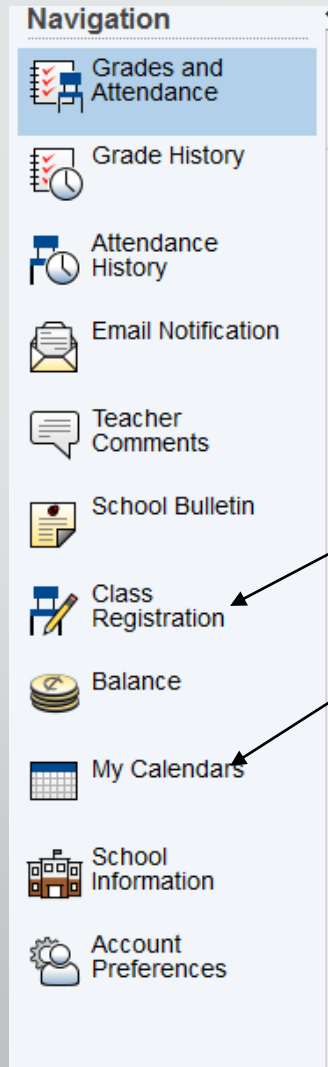 Navigation
Grades and
Attendance
Grade History
Attendance
History
Email Notification
Teacher
Comments
School Bulletin
Class
Registration
Balance
My Calendars
School
Information
Account
Preferences